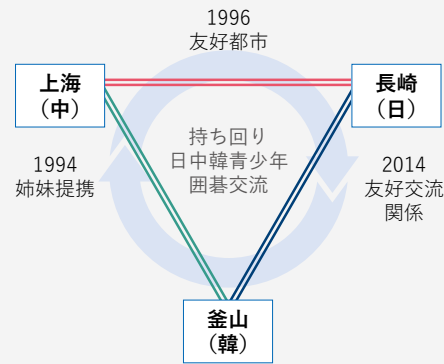 1996
友好都市
上海
（中）
長崎
（日）
持ち回り
日中韓青少年
囲碁交流
1994
姉妹提携
2014
友好交流
関係
釜山
（韓）